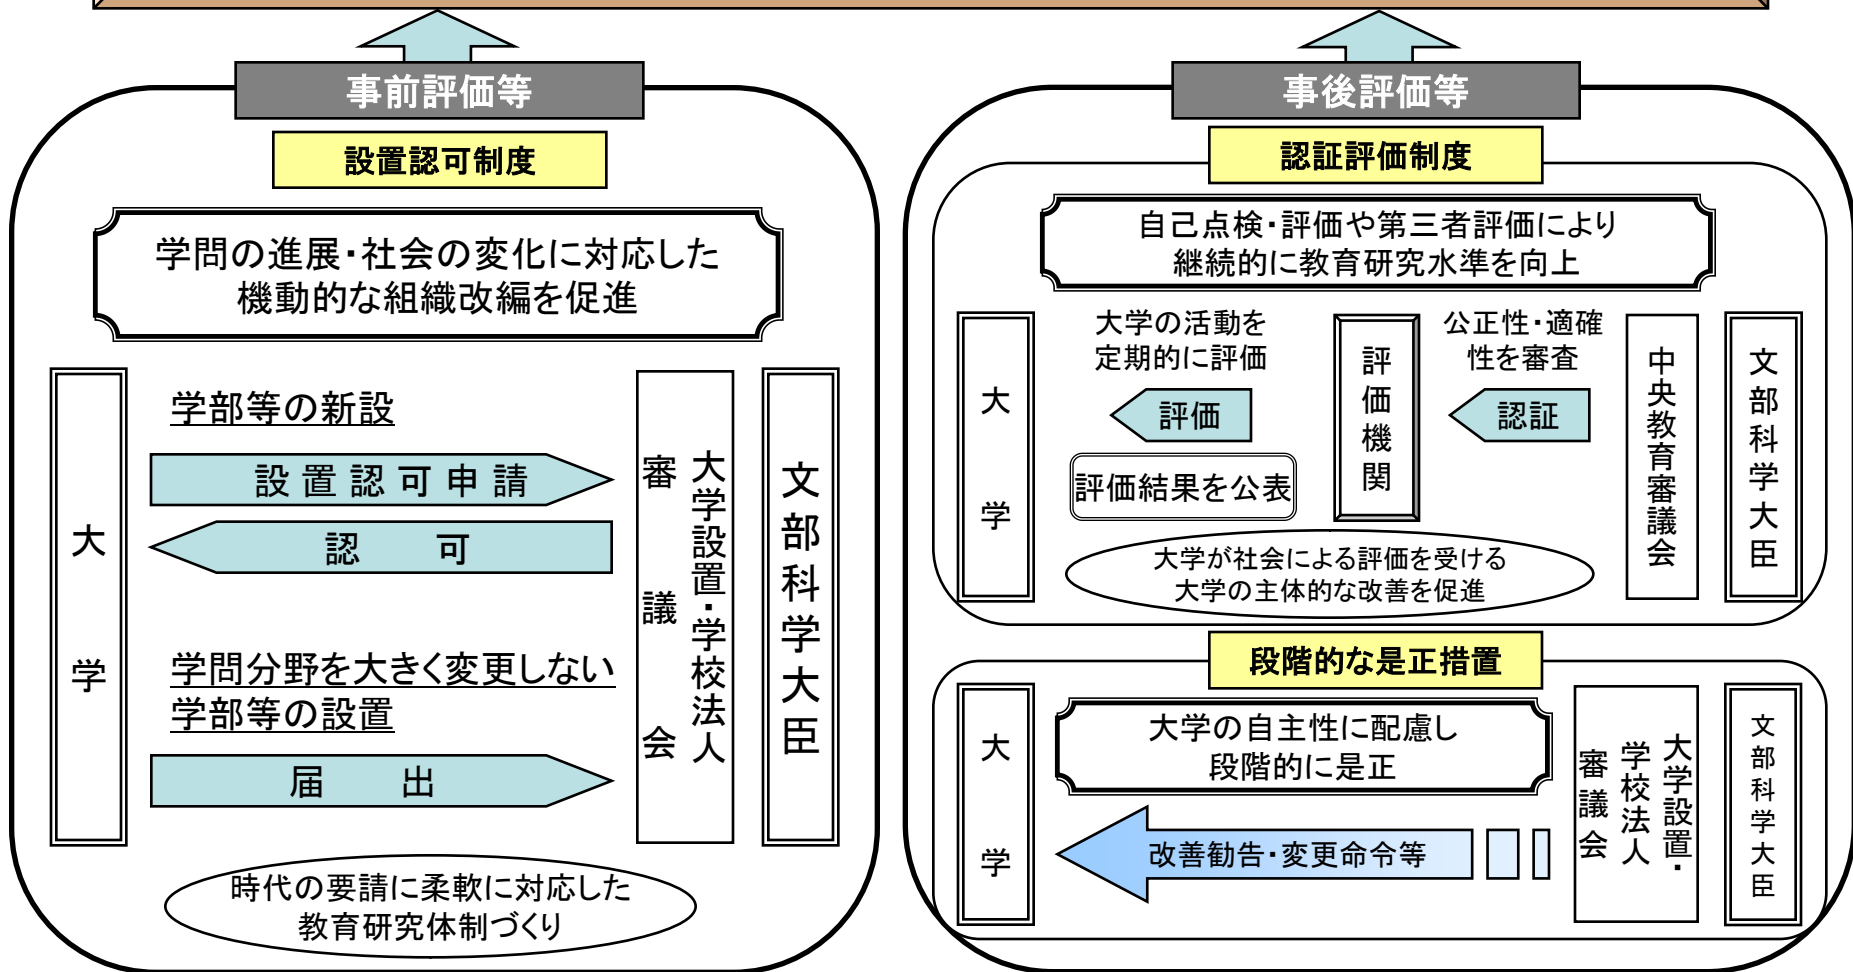 事前評価等
設置認可制度
学問の進展・社会の変化に対応した
機動的な組織改編を促進
大学
学部等の新設
設置認可申請
認可
学問分野を大きく変更しない
学部等の設置
届出
大学設置・学校法人
審議会
文部科学大臣
時代の要請に柔軟に対応した
教育研究体制づくり
事後評価等
認証評価制度
自己点検・評価や第三者評価により
継続的に教育研究水準を向上
大学
大学の活動を
定期的に評価
評価
評価結果を公表
評価機関
公正性・適確
性を審査
認証
中央教育審議会
文部科学大臣
大学が社会による評価を受ける
大学の主体的な改善を促進
段階的な是正措置
大学
大学の自主性に配慮し
段階的に是正
改善勧告・変更命令等
大学設置・
学校法人
審議会
文部科学大臣